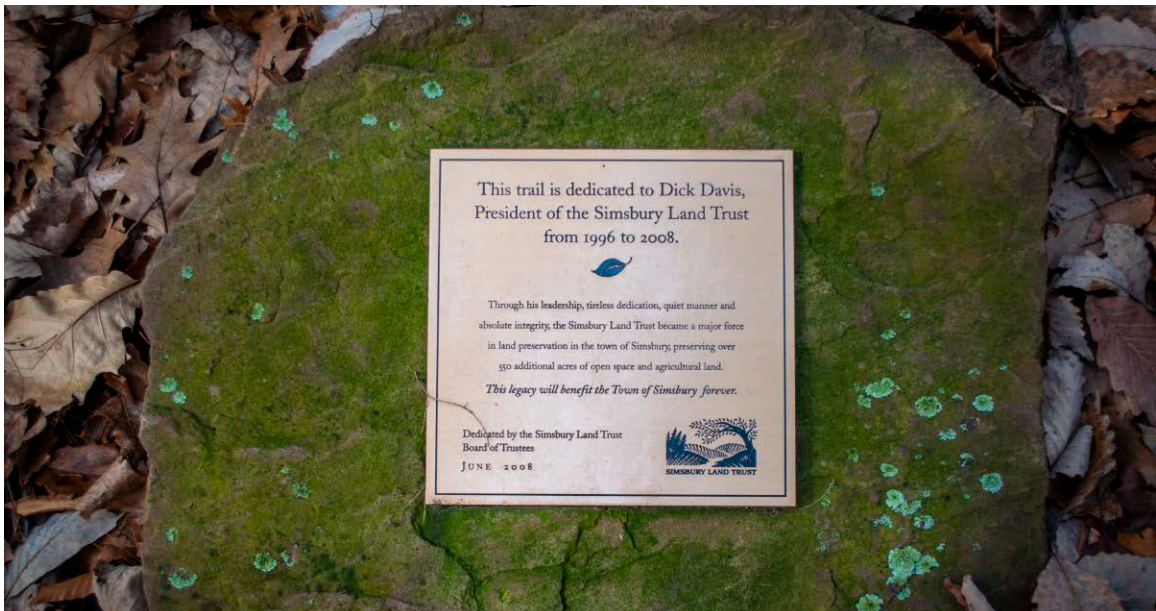 This trail is dedicated to Dick Davis,
President of the Simsbury Land Trust
from 1996 to 2008.
Through his leadership, tireless dedication, quiet manner and
absolute integrity, the Simsbury Land Trust became a major force
in land preservation in the town of Simsbury, preserving over
550 additional acres of open space and agricultural land.
This legacy will benefit the Town of Simsbury forever.
Dedicated by the Simsbury Land Trust
Board of Trustees
JUNE 2008
SIMSBURY LAND TRUST